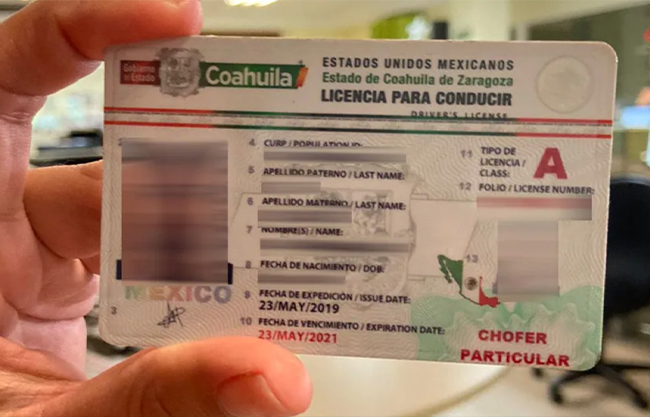 Gobierno
de Estado
Coahuila
ESTADOS UNIDOS MEXICANOS
Estado de Coahuila de Zaragoza
LICENCIA PARA CONDUCIR
DRIVER'S LICENSE
4 CURP / POPULATION ID:
5 APELLIDO PATERNO / LAST NAME:
6 APELLIDO MATERNO / LAST NAME:
7 NOMBRE(S) / NAME:
8 FECHA DE NACIMIENTO / DOB:
9 FECHA DE EXPEDICIÓN / ISSUE DATE:
23/MAY/2019
10 FECHA DE VENCIMIENTO / EXPIRATION DATE:
23/MAY/2021
11 TIPO DE
LICENCIA /
CLASS:
A
12 FOLIO / LICENSE NUMBER:
13
MEXICO
3
CHOFER
PARTICULAR